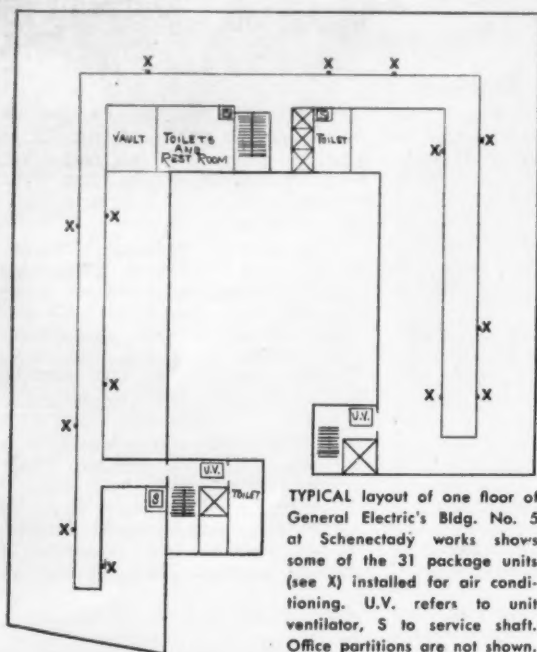 X X X
VAULT
TOILETS
AND
REST ROOM
TOILET
X X
X X
X
X X X
X
U.V.
U.V.
S
TOILET
X
X
TYPICAL layout of one floor of
General Electric's Bldg. No. 5
at Schenectady works shows
some of the 31 package units
(see X) installed for air condi-
tioning. U.V. refers to unit
ventilator, S to service shaft.
Office partitions are not shown.